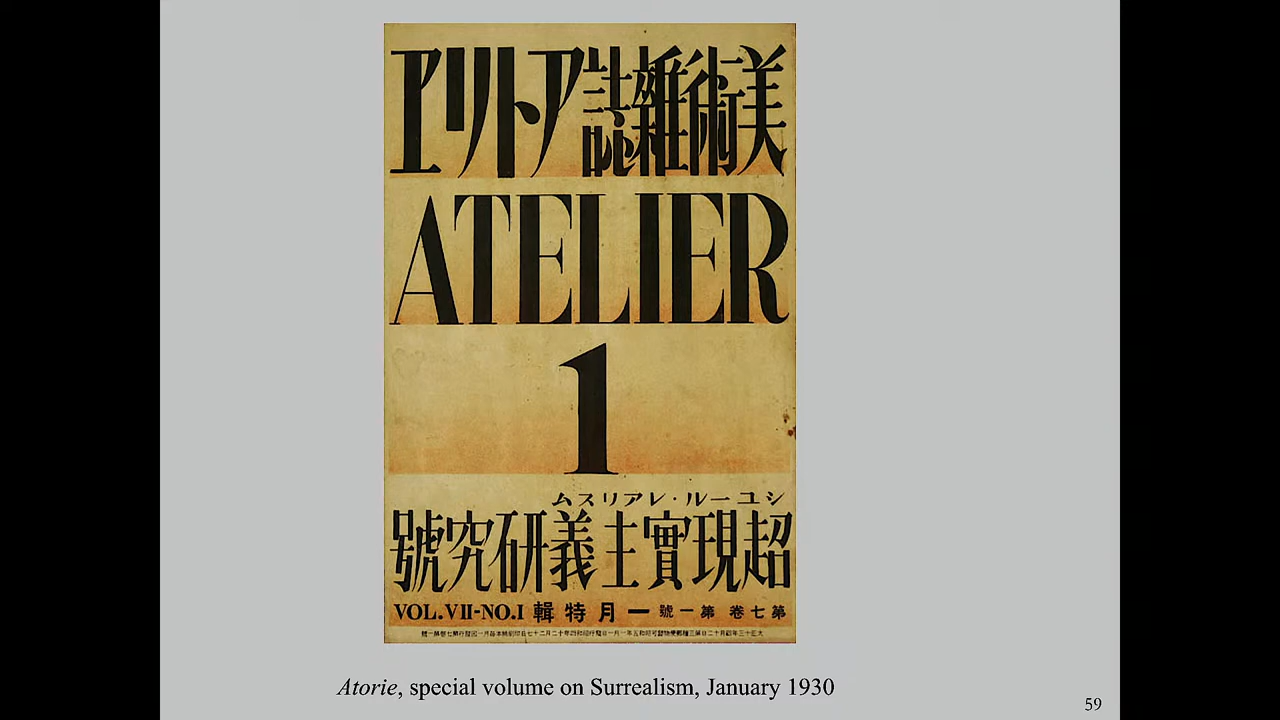 美術雜誌アトリヱ
ATELIER
1
シユール・レアリスム
超現實主義研究號
第七卷 第一號 一月特輯 VOL.VII-NO.I
Atorie, special volume on Surrealism, January 1930
59